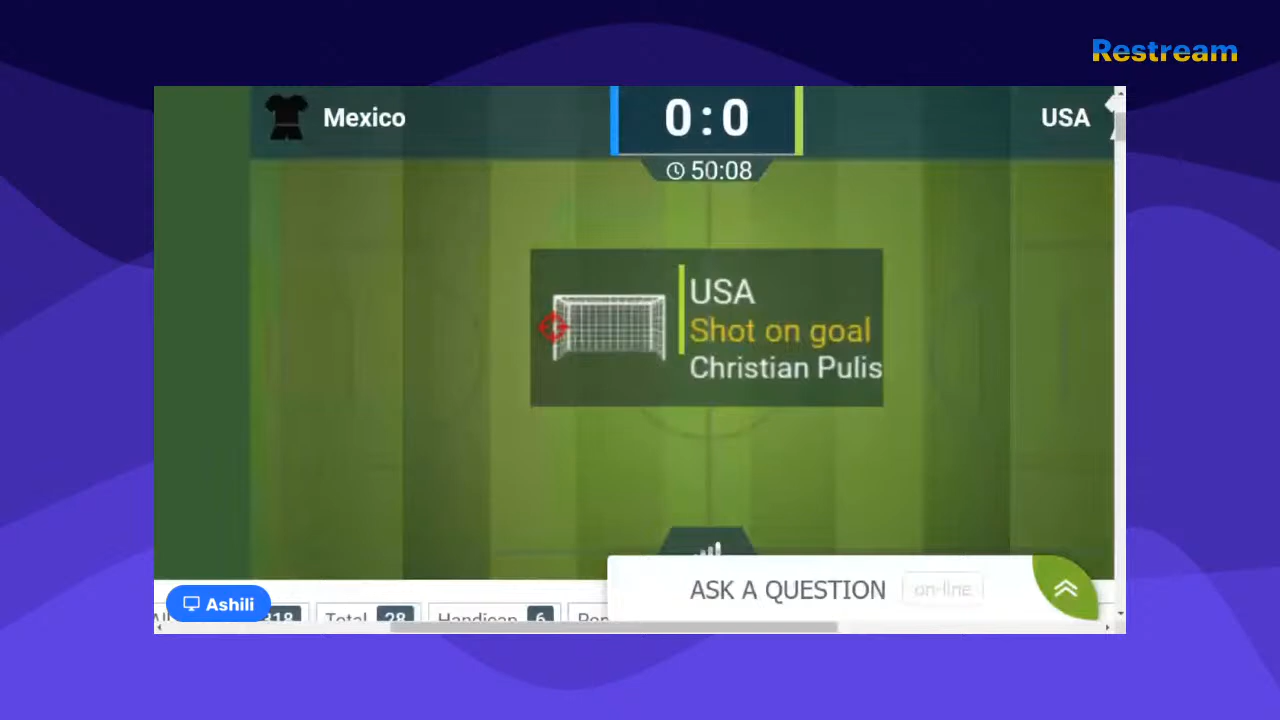 Restream
Mexico
0:0
USA
50:08
USA
Shot on goal
Christian Pulis
ASK A QUESTION
on-line
Ashili
Total 28
Handicap 6